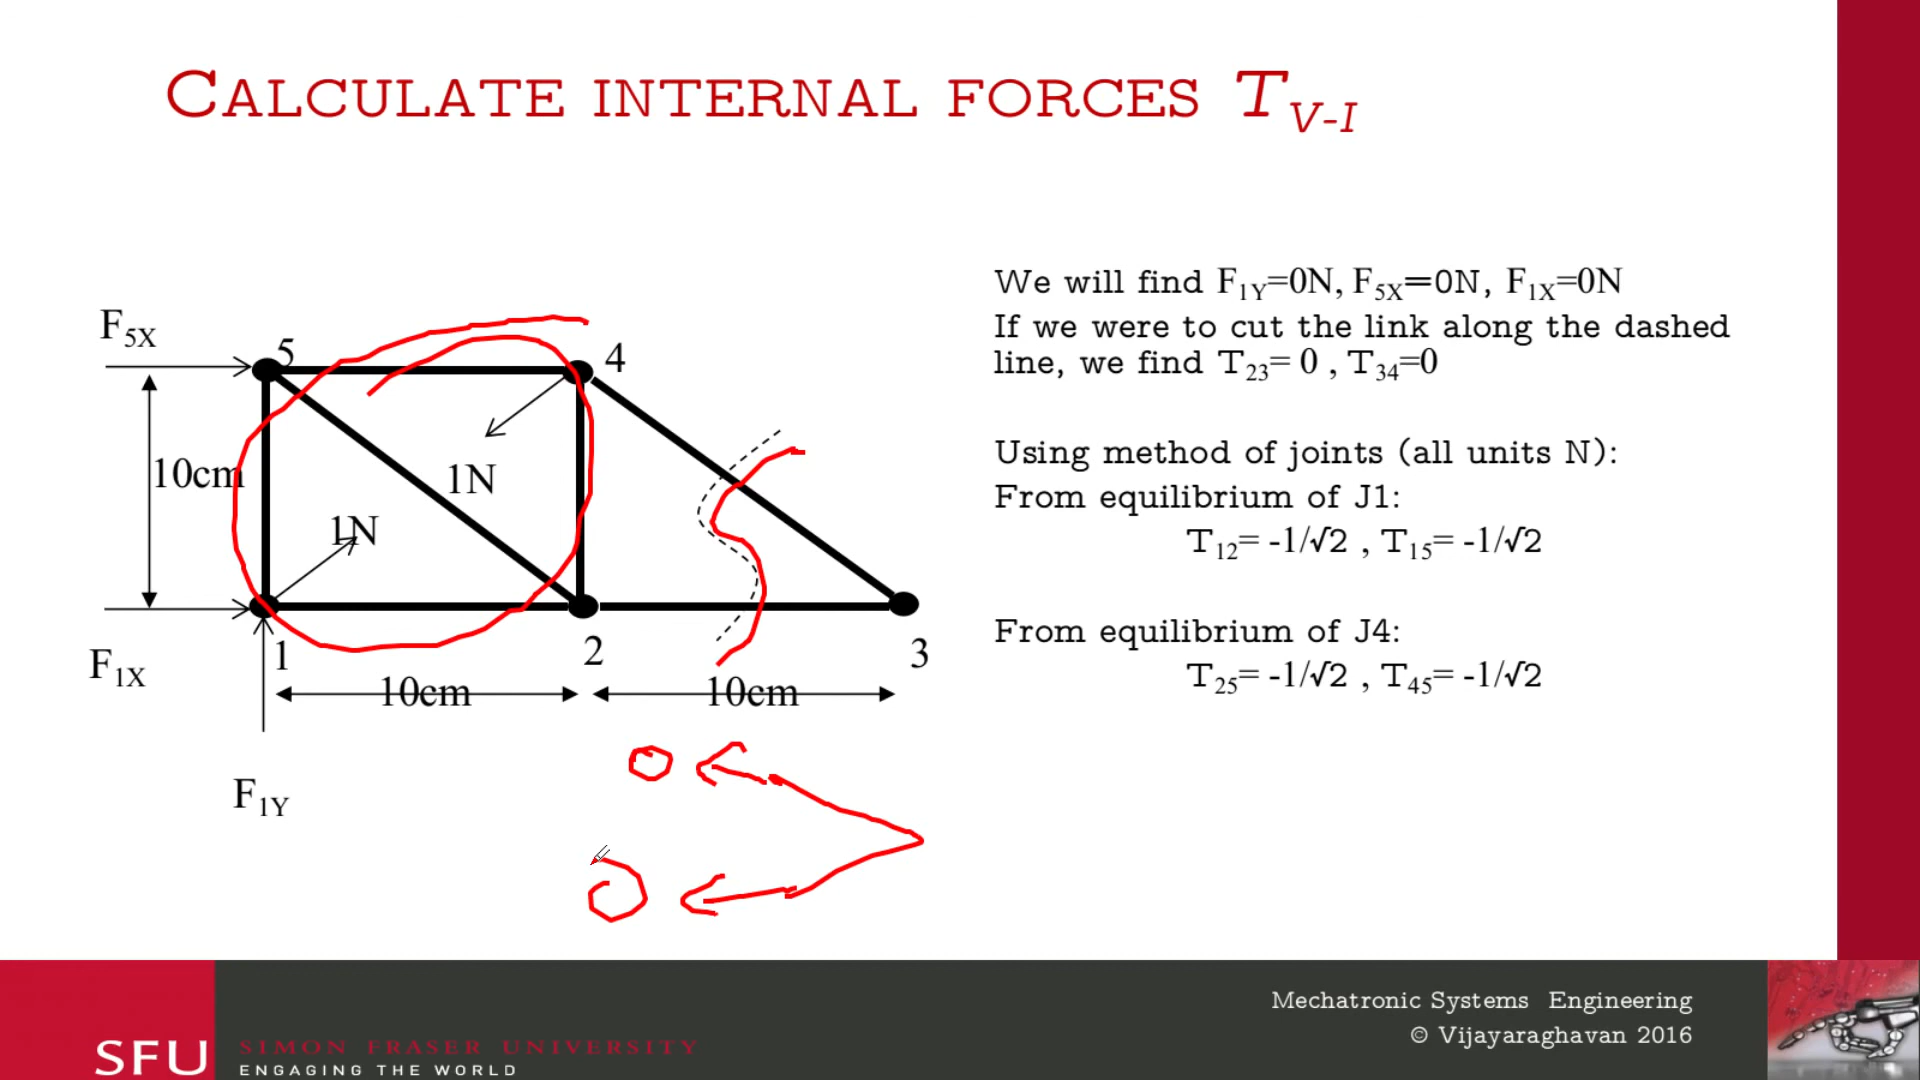 CALCULATE INTERNAL FORCES T_V-I
We will find F_1Y=0N, F_5X=0N, F_1X=0N
If we were to cut the link along the dashed
line, we find T_23= 0 , T_34=0
Using method of joints (all units N):
From equilibrium of J1:
T_12= -1/√2 , T_15= -1/√2
From equilibrium of J4:
T_25= -1/√2 , T_45= -1/√2
F_5X
5
4
10cm
1N
1N
F_1X
1
2
3
10cm
10cm
F_1Y
Mechatronic Systems Engineering
© Vijayaraghavan 2016
SFU
SIMON FRASER UNIVERSITY
ENGAGING THE WORLD